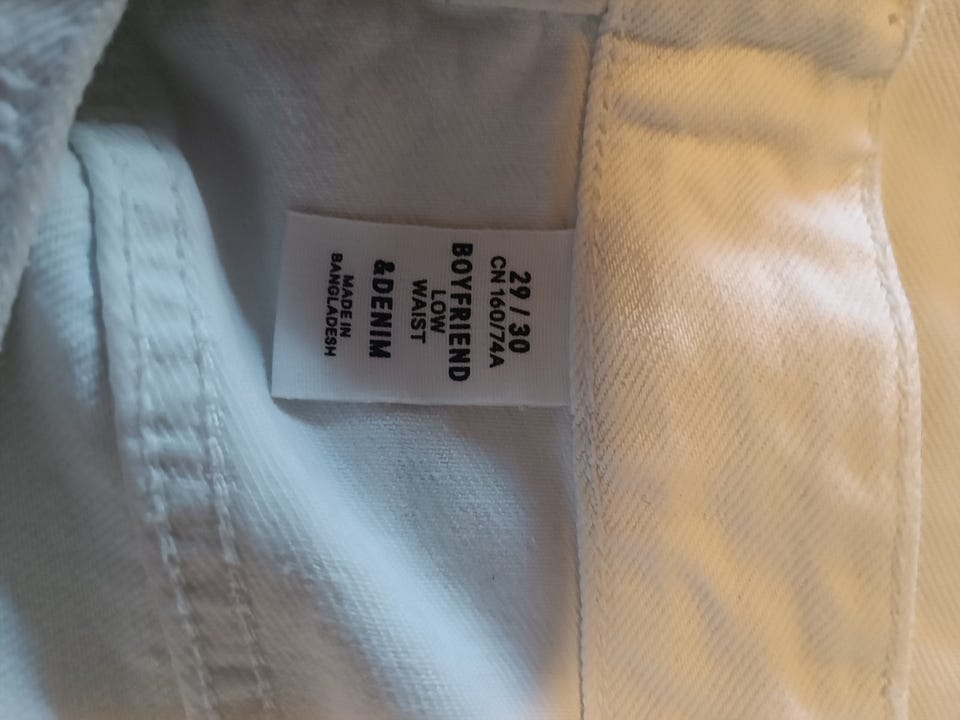 29 / 30
CN 160/74A
BOYFRIEND
LOW
WAIST
&DENIM
MADE IN
BANGLADESH